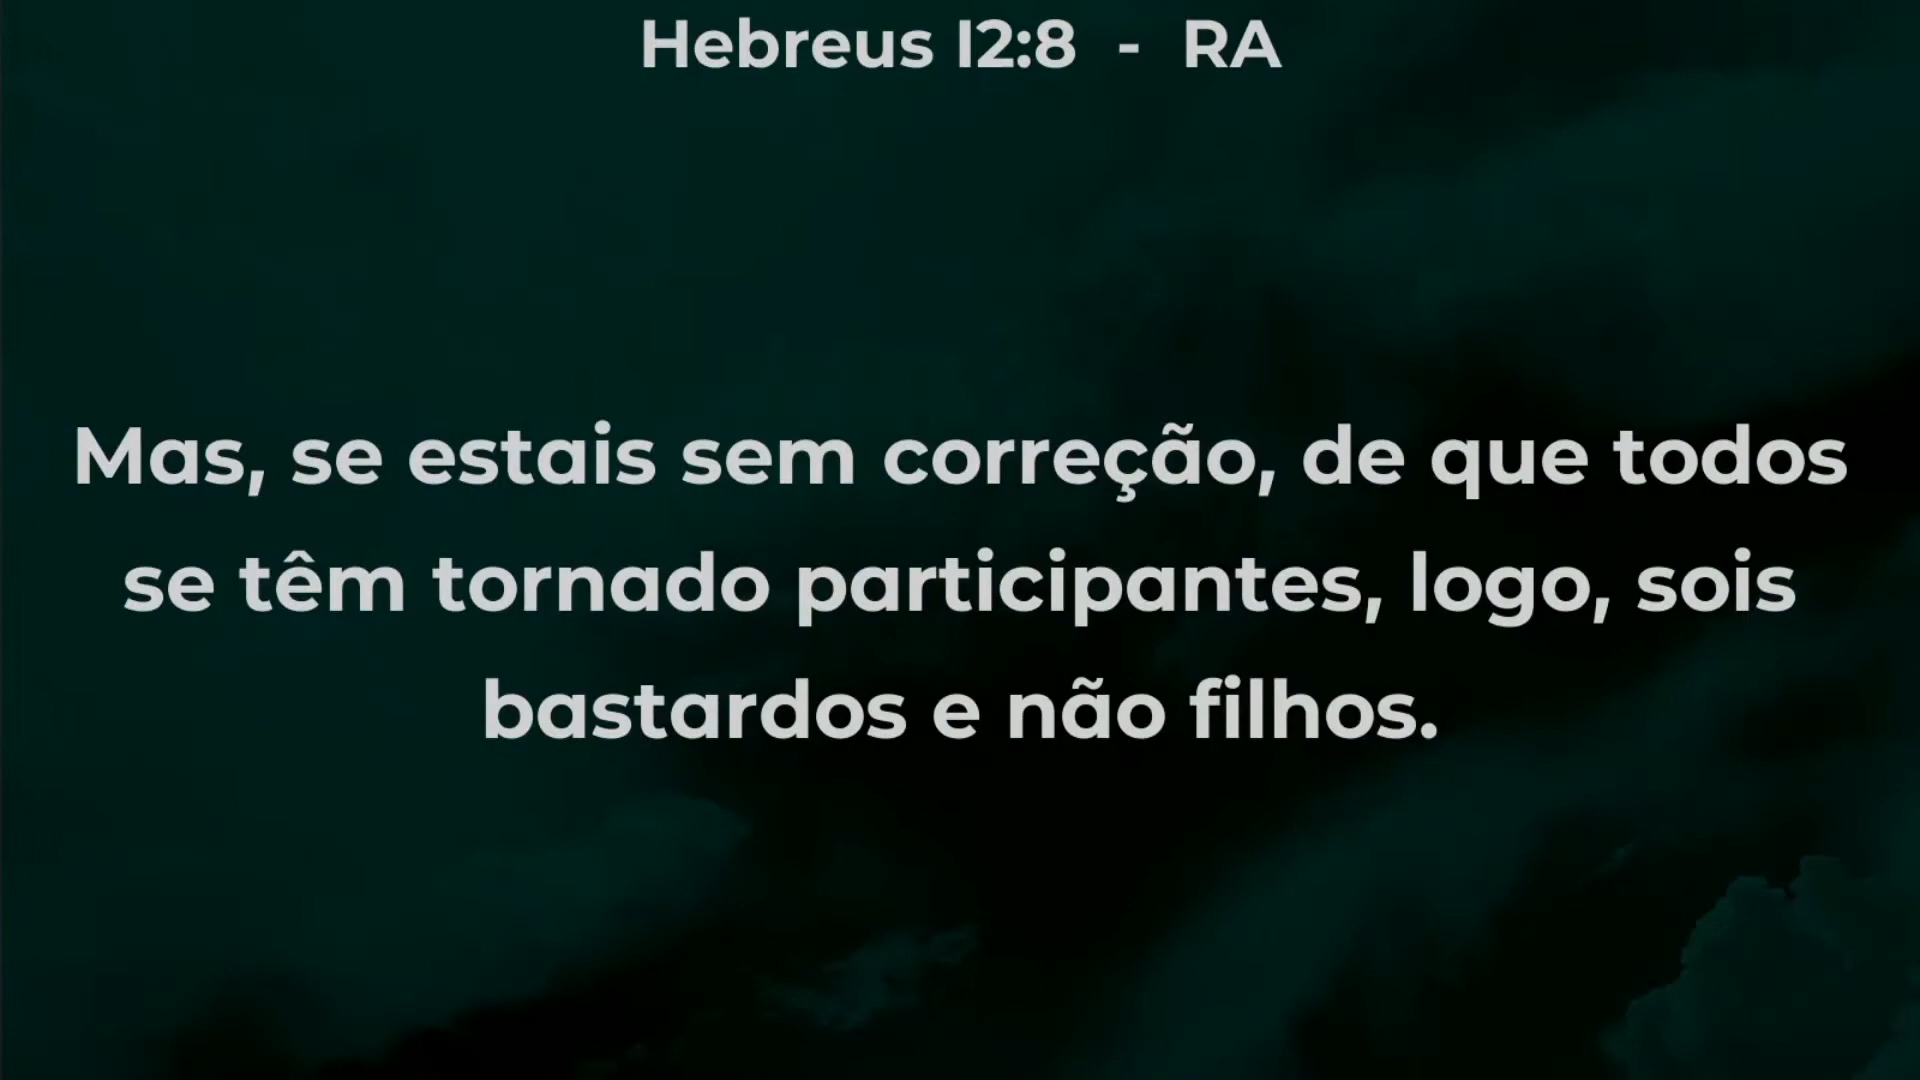 Hebreus 12:8 - RA
Mas, se estais sem correção, de que todos
se têm tornado participantes, logo, sois
bastardos e não filhos.